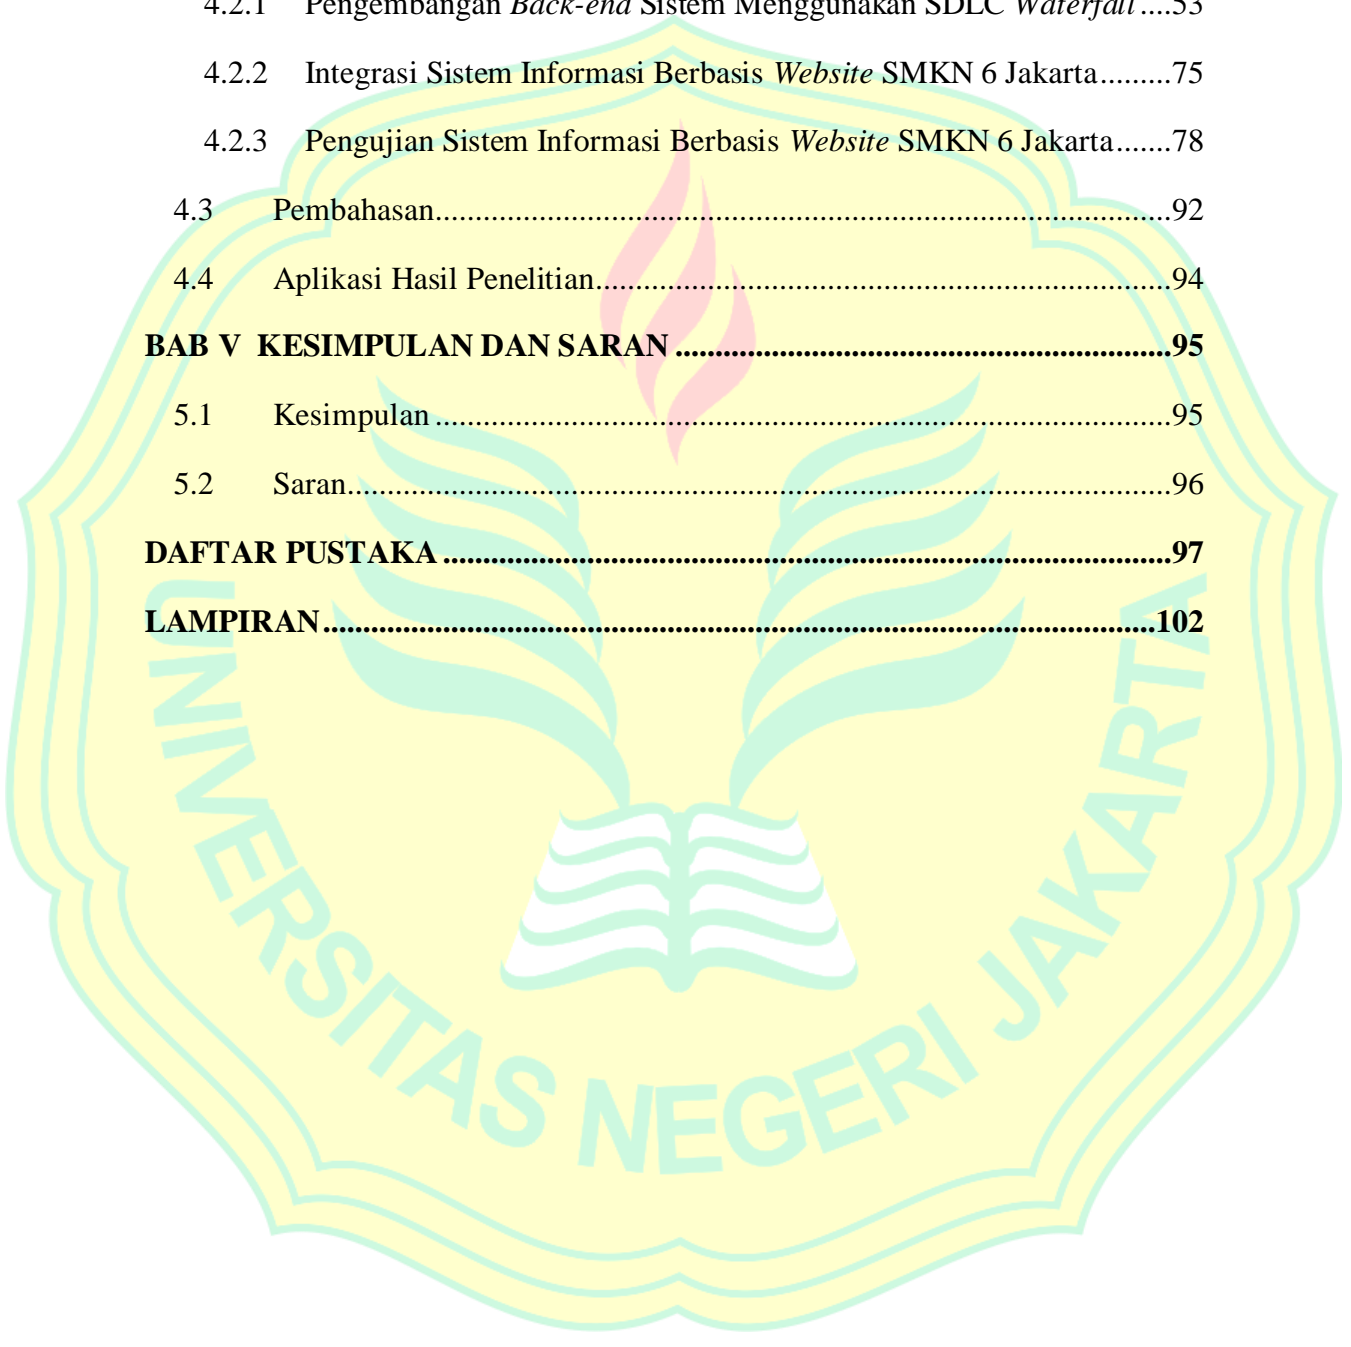 4.2.1 Pengembangan Back-end Sistem Menggunakan SDLC Waterfall....53
4.2.2 Integrasi Sistem Informasi Berbasis Website SMKN 6 Jakarta.........75
4.2.3 Pengujian Sistem Informasi Berbasis Website SMKN 6 Jakarta.......78
4.3 Pembahasan.............................................................................................92
4.4 Aplikasi Hasil Penelitian.........................................................................94
BAB V KESIMPULAN DAN SARAN..............................................................95
5.1 Kesimpulan.............................................................................................95
5.2 Saran........................................................................................................96
DAFTAR PUSTAKA...........................................................................................97
LAMPIRAN........................................................................................................102
UNIVERSITAS NEGERI JAKARTA